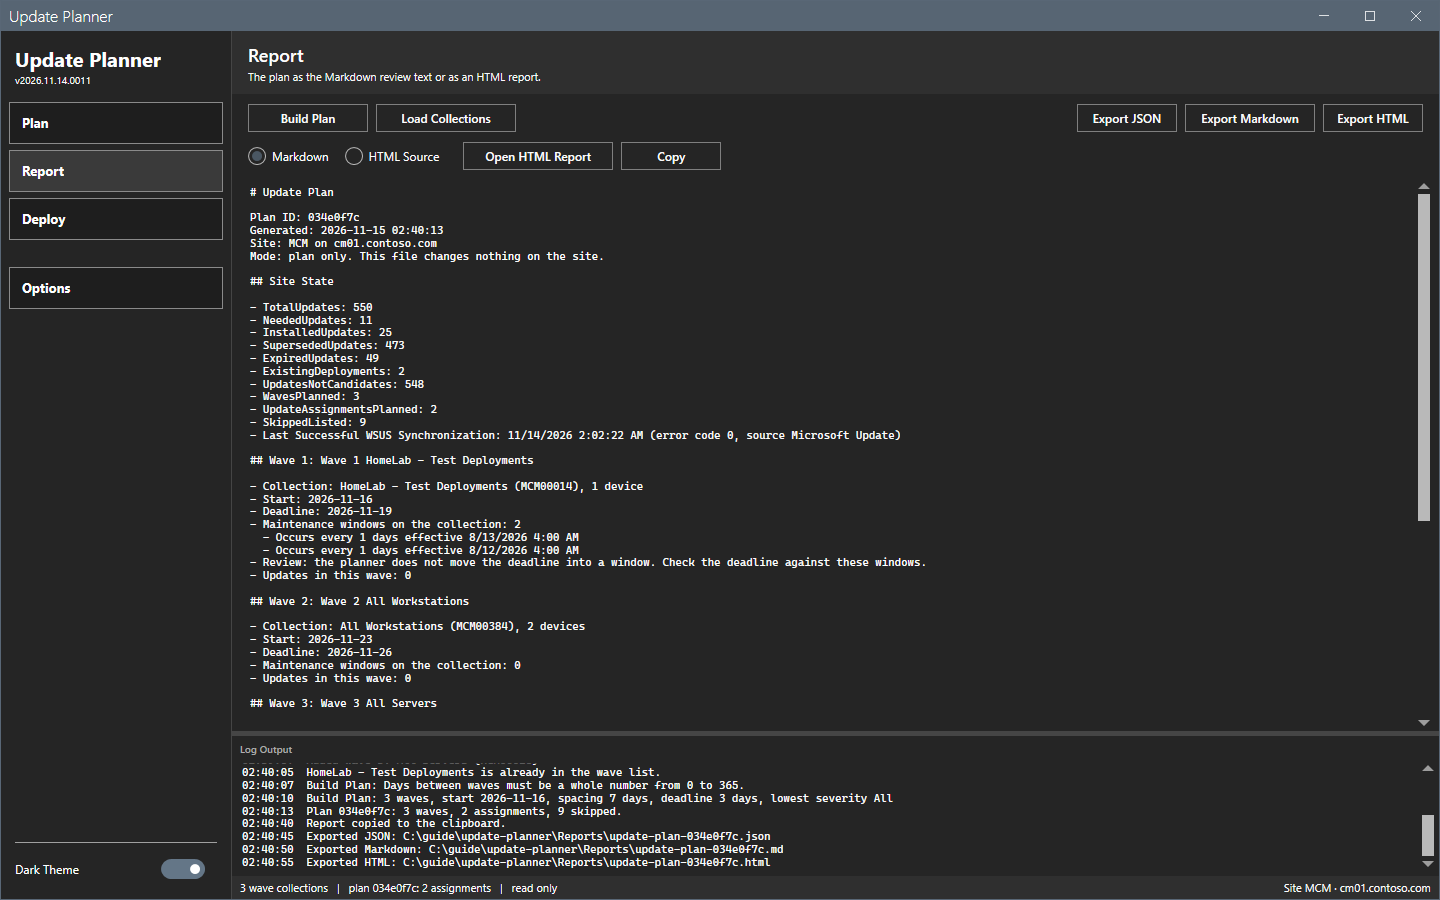 Update Planner
Update Planner
v2026.11.14.0011
Plan
Report
Deploy
Options
Dark Theme
Report
The plan as the Markdown review text or as an HTML report.
Build Plan
Load Collections
Export JSON
Export Markdown
Export HTML
Markdown
HTML Source
Open HTML Report
Copy
# Update Plan
Plan ID: 034e0f7c
Generated: 2026-11-15 02:40:13
Site: MCM on cm01.contoso.com
Mode: plan only. This file changes nothing on the site.
## Site State
- TotalUpdates: 550
- NeededUpdates: 11
- InstalledUpdates: 25
- SupersededUpdates: 473
- ExpiredUpdates: 49
- ExistingDeployments: 2
- UpdatesNotCandidates: 548
- WavesPlanned: 3
- UpdateAssignmentsPlanned: 2
- SkippedListed: 9
- Last Successful WSUS Synchronization: 11/14/2026 2:02:22 AM (error code 0, source Microsoft Update)
## Wave 1: Wave 1 HomeLab - Test Deployments
- Collection: HomeLab - Test Deployments (MCM00014), 1 device
- Start: 2026-11-16
- Deadline: 2026-11-19
- Maintenance windows on the collection: 2
- Occurs every 1 days effective 8/13/2026 4:00 AM
- Occurs every 1 days effective 8/12/2026 4:00 AM
- Review: the planner does not move the deadline into a window. Check the deadline against these windows.
- Updates in this wave: 0
## Wave 2: Wave 2 All Workstations
- Collection: All Workstations (MCM00384), 2 devices
- Start: 2026-11-23
- Deadline: 2026-11-26
- Maintenance windows on the collection: 0
- Updates in this wave: 0
## Wave 3: Wave 3 All Servers
Log Output
02:40:05 HomeLab - Test Deployments is already in the wave list.
02:40:07 Build Plan: Days between waves must be a whole number from 0 to 365.
02:40:10 Build Plan: 3 waves, start 2026-11-16, spacing 7 days, deadline 3 days, lowest severity All
02:40:13 Plan 034e0f7c: 3 waves, 2 assignments, 9 skipped.
02:40:40 Report copied to the clipboard.
02:40:45 Exported JSON: C:\guide\update-planner\Reports\update-plan-034e0f7c.json
02:40:50 Exported Markdown: C:\guide\update-planner\Reports\update-plan-034e0f7c.md
02:40:55 Exported HTML: C:\guide\update-planner\Reports\update-plan-034e0f7c.html
3 wave collections | plan 034e0f7c: 2 assignments | read only
Site MCM · cm01.contoso.com